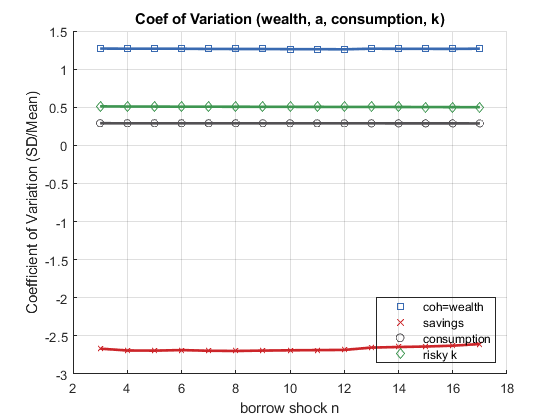 Coef of Variation (wealth, a, consumption, k)
1.5
1
0.5
0
-0.5
-1
-1.5
-2
-2.5
-3
Coefficient of Variation (SD/Mean)
coh=wealth
savings
consumption
risky k
2 4 6 8 10 12 14 16 18
borrow shock n